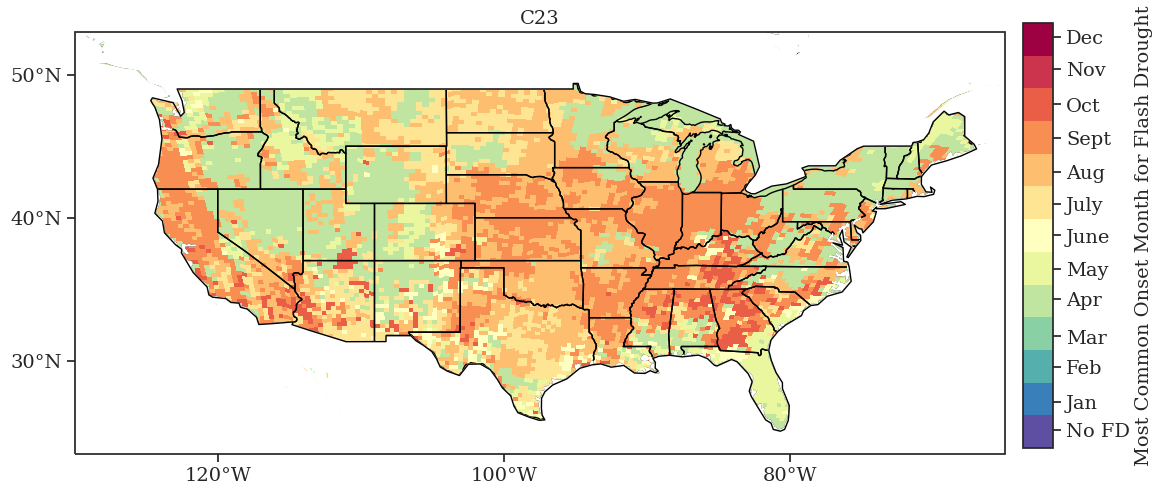 C23
50°N
40°N
30°N
120°W
100°W
80°W
Dec
Nov
Oct
Sept
Aug
July
June
May
Apr
Mar
Feb
Jan
No FD
Most Common Onset Month for Flash Drought